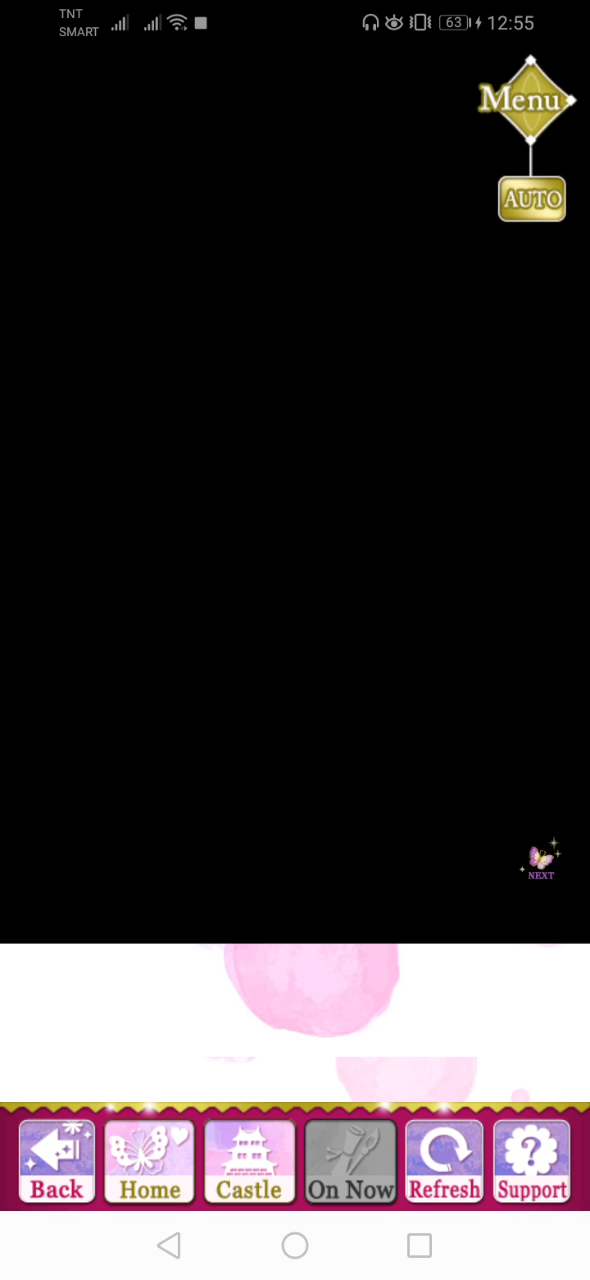 TNT
SMART
63
12:55
Menu
AUTO
NEXT
Back
Home
Castle
On Now
Refresh
Support